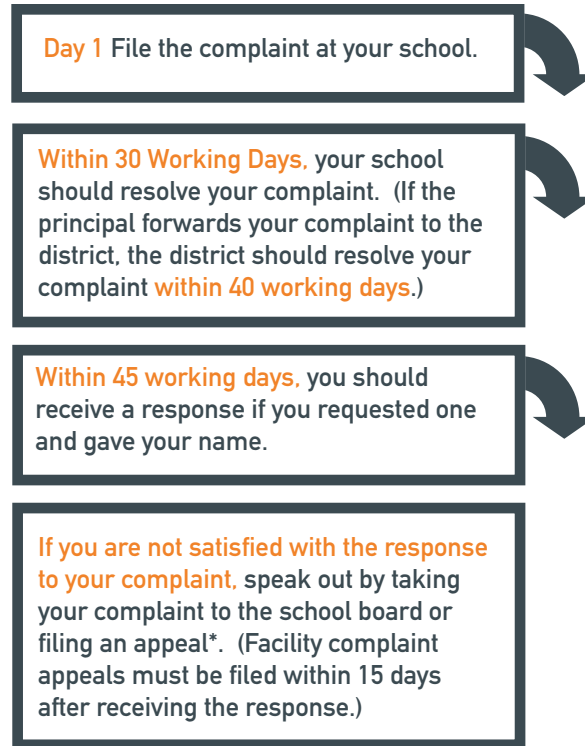 Day 1 File the complaint at your school.
Within 30 Working Days, your school
should resolve your complaint.  (If the
principal forwards your complaint to the
district, the district should resolve your
complaint within 40 working days.)
Within 45 working days, you should
receive a response if you requested one
and gave your name.
If you are not satisfied with the response
to your complaint, speak out by taking
your complaint to the school board or
filing an appeal*.  (Facility complaint
appeals must be filed within 15 days
after receiving the response.)